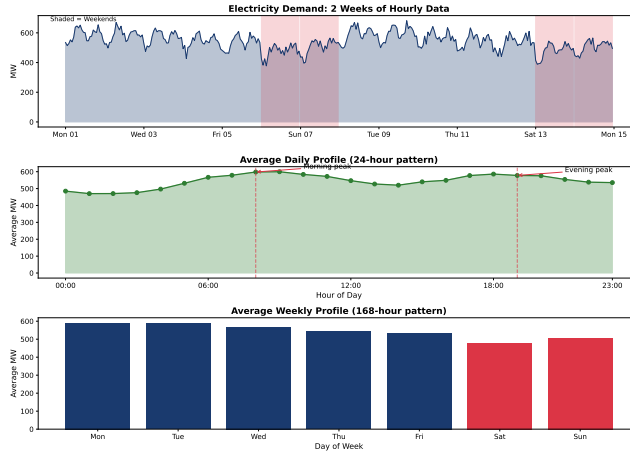 Electricity Demand: 2 Weeks of Hourly Data
Shaded = Weekends
600
400
200
0
MW
Mon 01
Wed 03
Fri 05
Sun 07
Tue 09
Thu 11
Sat 13
Mon 15
Average Daily Profile (24-hour pattern)
Morning peak
Evening peak
600
500
400
300
200
100
0
Average MW
00:00
06:00
12:00
18:00
23:00
Hour of Day
Average Weekly Profile (168-hour pattern)
600
500
400
300
200
100
0
Average MW
Mon
Tue
Wed
Thu
Fri
Sat
Sun
Day of Week